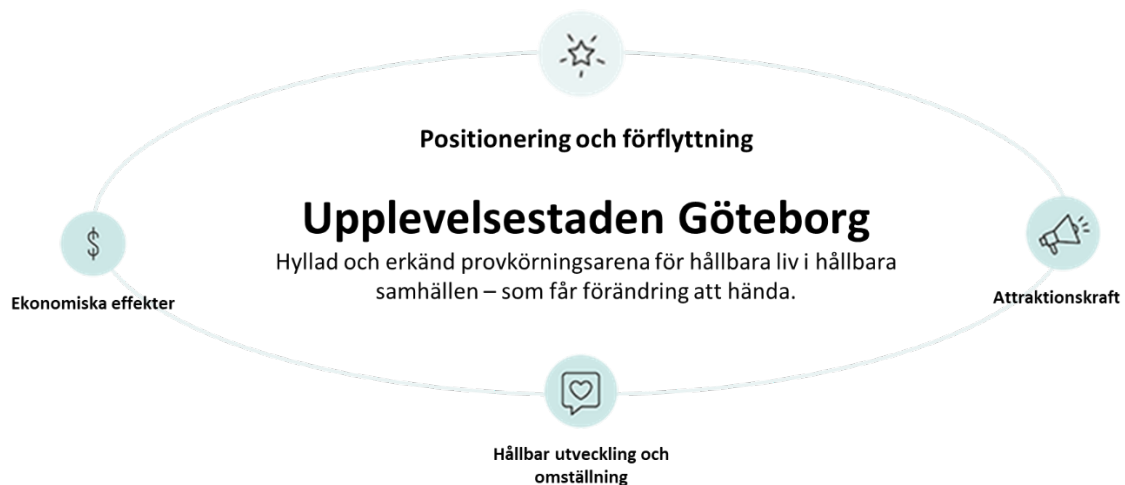 Positionering och förflyttning
Upplevelsestaden Göteborg
Hyllad och erkänd provkörningsarena för hållbara liv i hållbara
samhällen – som får förändring att hända.
$
Ekonomiska effekter
Attraktionskraft
Hållbar utveckling och
omställning